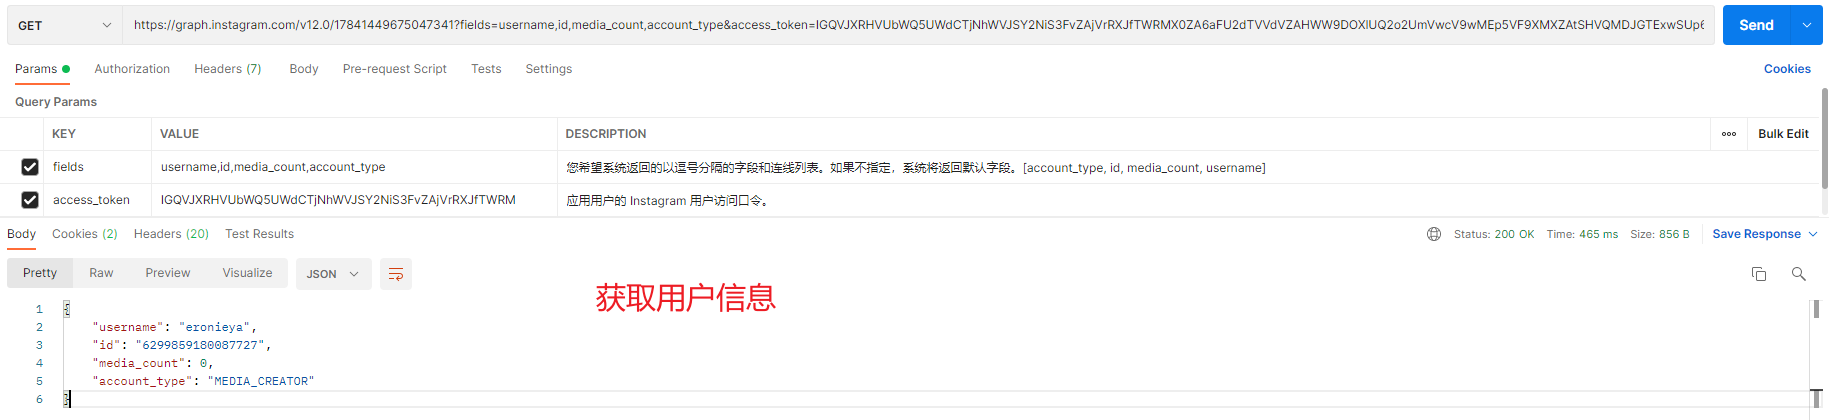 GET https://graph.instagram.com/v12.0/17841449675047341?fields=username,id,media_count,account_type&access_token=IGQVJXRHVUbWQ5UWdCTjNhWVJSY2NiS3FvZAjVrRXJfTWRMX0ZA6aFU2dTVVdVZAHWW9DOXlUQ2o2UmVwcV9wMEp5VF9XMXZAtSHVQMDJGTExwSUp6 Send
Params Authorization Headers (7) Body Pre-request Script Tests Settings Cookies
Query Params
KEY VALUE DESCRIPTION ooo Bulk Edit
fields username,id,media_count,account_type 您希望系统返回的以逗号分隔的字段和连线列表。如果不指定，系统将返回默认字段。[account_type, id, media_count, username]
access_token IGQVJXRHVUbWQ5UWdCTjNhWVJSY2NiS3FvZAjVrRXJfTWRM 应用用户的 Instagram 用户访问口令。
Body Cookies (2) Headers (20) Test Results Status: 200 OK Time: 465 ms Size: 856 B Save Response
Pretty Raw Preview Visualize JSON
获取用户信息
1 {
2 "username": "eronieya",
3 "id": "6299859180087727",
4 "media_count": 0,
5 "account_type": "MEDIA_CREATOR"
6 }